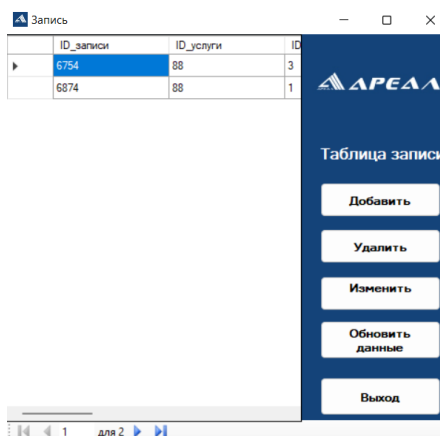 Запись
ID_записи ID_услуги ID
6754 88 3
6874 88 1
АРЕАЛ
Таблица записи
Добавить
Удалить
Изменить
Обновить
данные
Выход
1 для 2